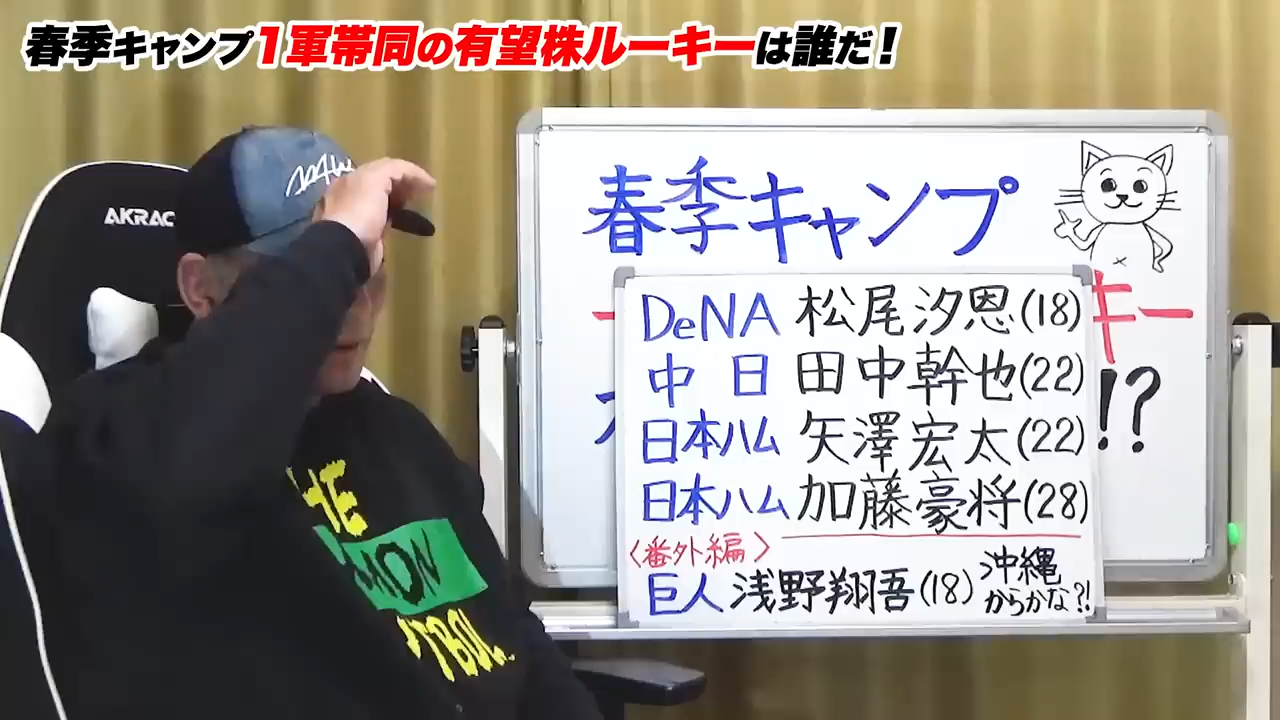 春季キャンプ1軍帯同の有望株ルーキーは誰だ!
AKRAC
春季キャンプ
キー
!?
DeNA 松尾汐恩(18)
中日 田中幹也(22)
日本ハム 矢澤宏太(22)
日本ハム 加藤豪将(28)
〈番外編〉
巨人 浅野翔吾(18) 沖縄
からかな?!